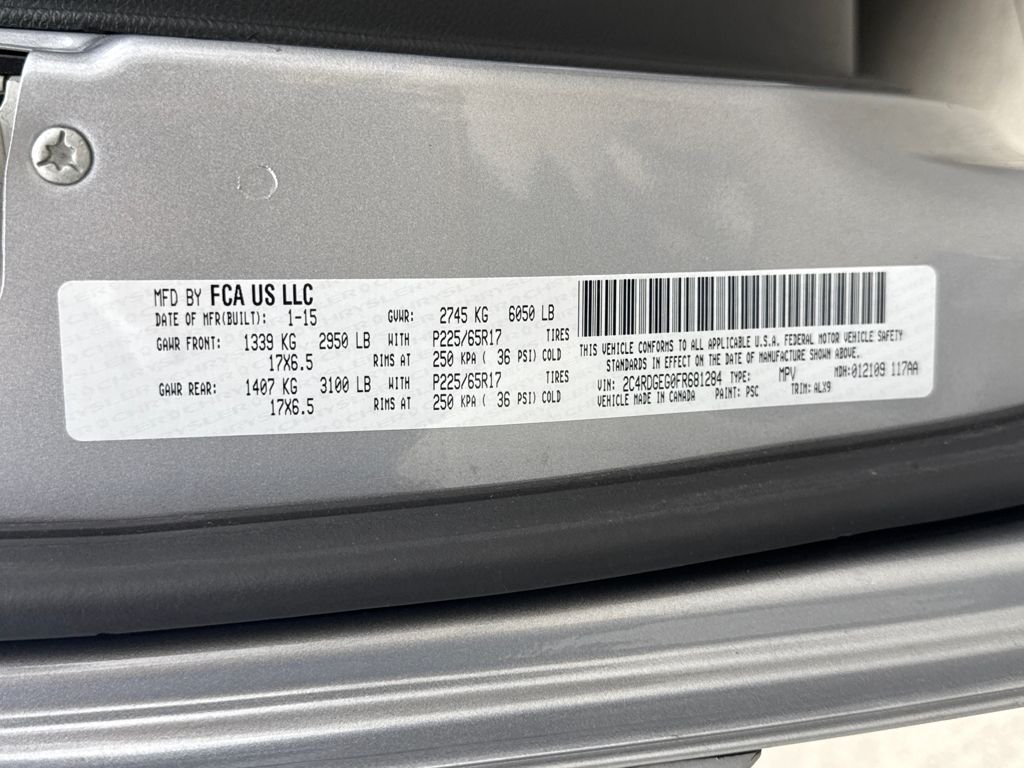 MFD BY FCA US LLC
DATE OF MFR(BUILT): 1-15 GVWR: 2745 KG 6050 LB
GAWR FRONT: 1339 KG 2950 LB WITH P225/65R17 TIRES
17X6.5 RIMS AT 250 KPA ( 36 PSI) COLD
GAWR REAR: 1407 KG 3100 LB WITH P225/65R17 TIRES
17X6.5 RIMS AT 250 KPA ( 36 PSI) COLD
THIS VEHICLE CONFORMS TO ALL APPLICABLE U.S.A. FEDERAL MOTOR VEHICLE SAFETY
STANDARDS IN EFFECT ON THE DATE OF MANUFACTURE SHOWN ABOVE.
VIN: 2C4RDGEG0FR681284 TYPE: MPV MDH:012109 117AA
VEHICLE MADE IN CANADA PAINT: PSC TRIM: ALX9